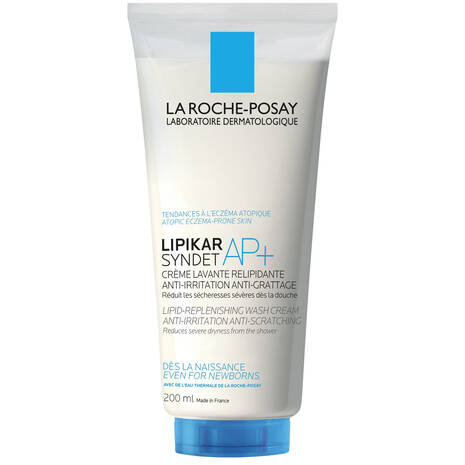 LA ROCHE-POSAY
LABORATOIRE DERMATOLOGIQUE
TENDANCES À L'ECZÉMA ATOPIQUE
ATOPIC ECZEMA-PRONE SKIN
LIPIKAR
SYNDET AP+
CRÈME LAVANTE RELIPIDANTE
ANTI-IRRITATION ANTI-GRATTAGE
Réduit les sécheresses sévères dès la douche
LIPID-REPLENISHING WASH CREAM
ANTI-IRRITATION ANTI-SCRATCHING
Reduces severe dryness from the shower
DÈS LA NAISSANCE
EVEN FOR NEWBORNS
AVEC DE L'EAU THERMALE DE LA ROCHE-POSAY
200 ml Made in France